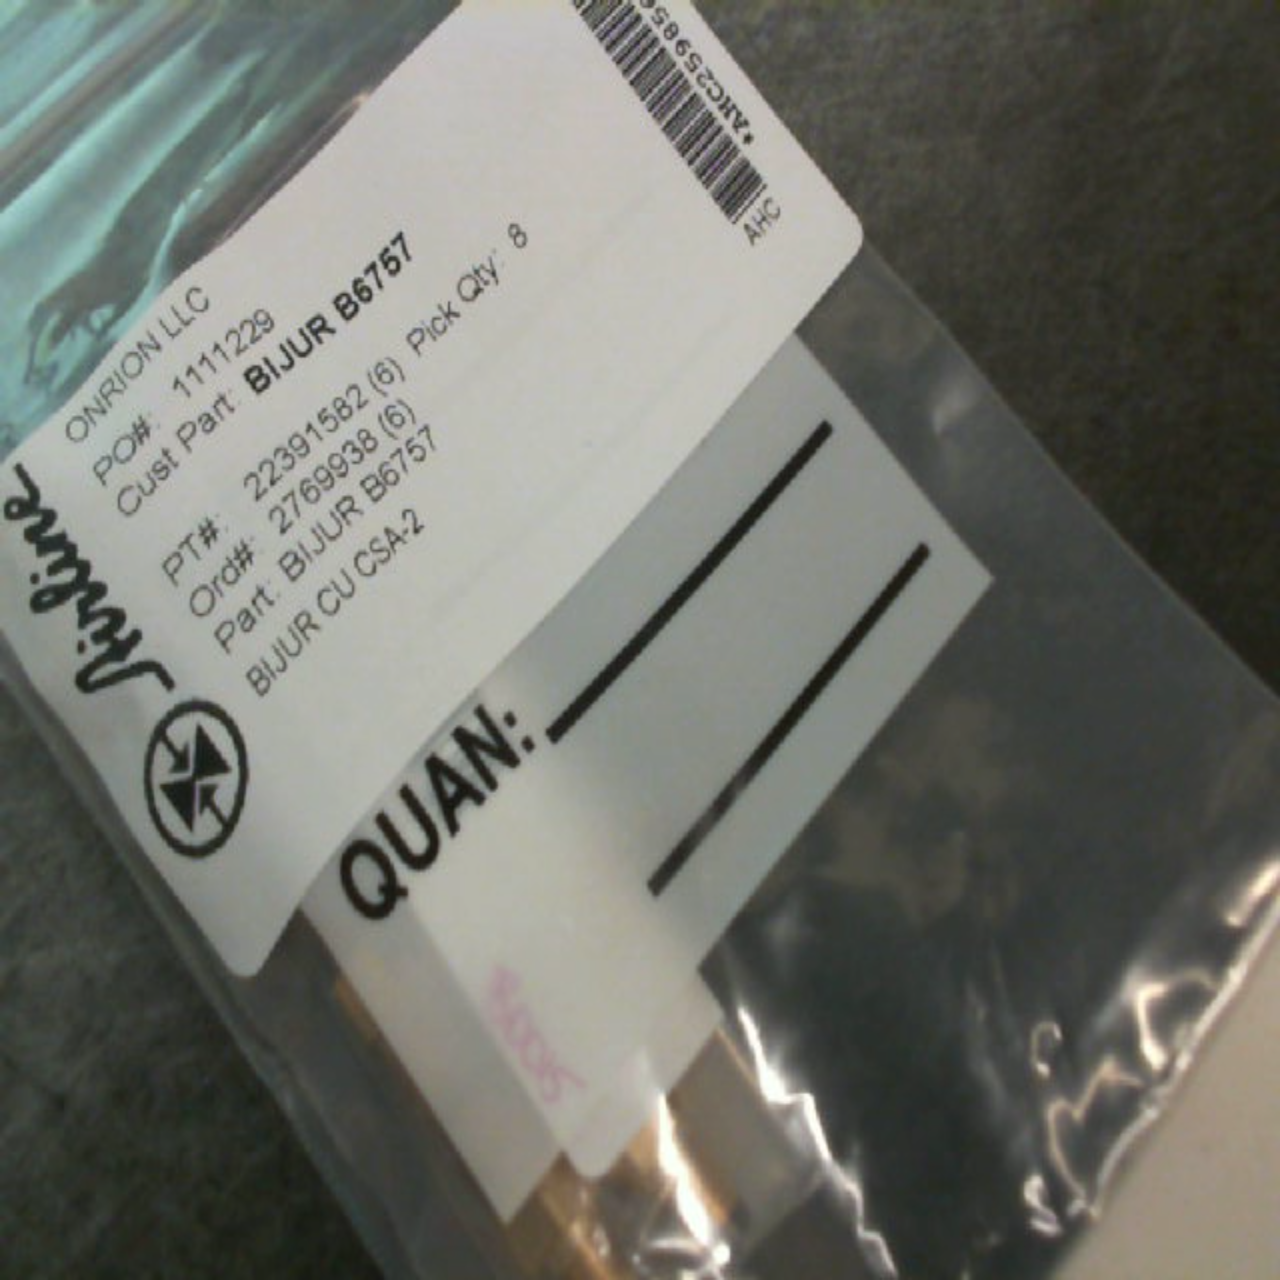 Airline
ONRION LLC
PO#: 1111229
Cust Part: BIJUR B6757
PT#: 22391582 (6) Pick Qty: 8
Ord#: 2769938 (6)
Part: BIJUR B6757
BIJUR CU CSA-2
AHC
QUAN: